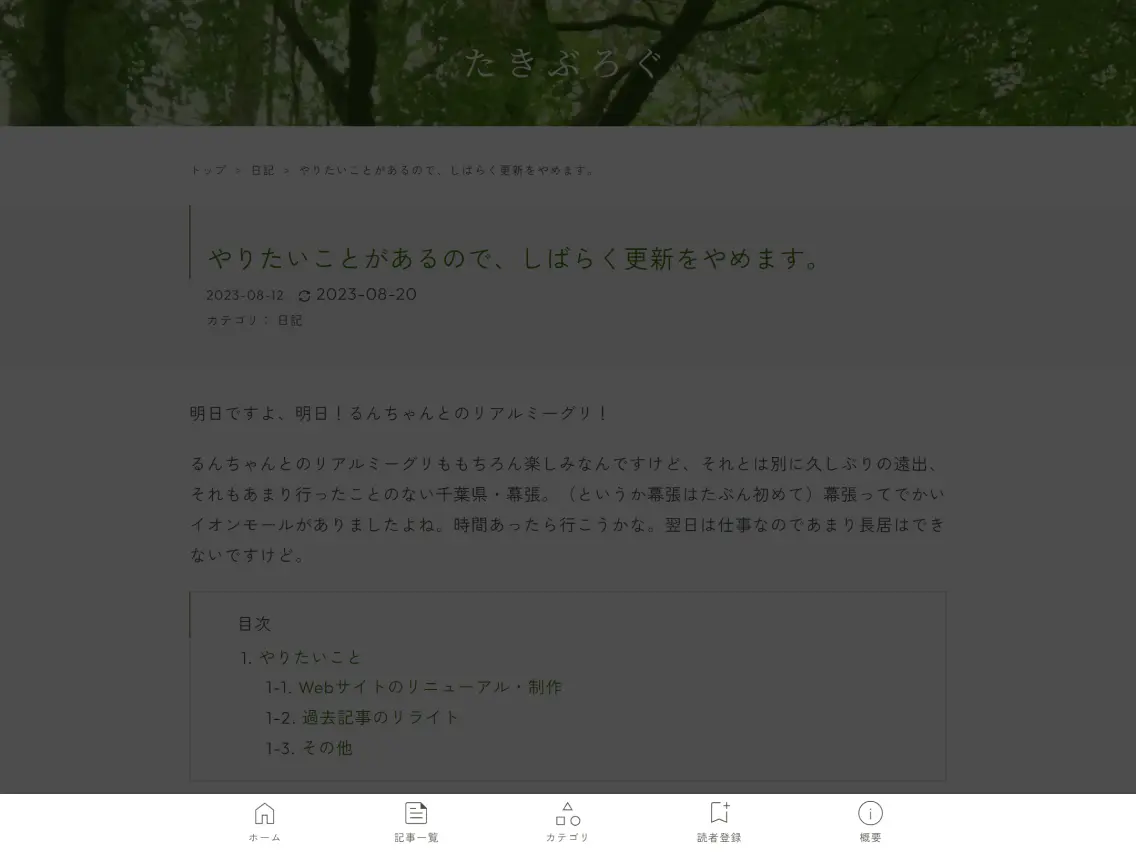 たきぶろぐ
トップ > 日記 > やりたいことがあるので、しばらく更新をやめます。
やりたいことがあるので、しばらく更新をやめます。
2023-08-12 2023-08-20
カテゴリ： 日記
明日ですよ、明日！るんちゃんとのリアルミーグリ！
るんちゃんとのリアルミーグリももちろん楽しみなんですけど、それとは別に久しぶりの遠出、
それもあまり行ったことのない千葉県・幕張。（というか幕張はたぶん初めて）幕張ってでかい
イオンモールがありましたよね。時間あったら行こうかな。翌日は仕事なのであまり長居はでき
ないですけど。
目次
1. やりたいこと
1-1. Webサイトのリニューアル・制作
1-2. 過去記事のリライト
1-3. その他
ホーム 記事一覧 カテゴリ 読者登録 概要